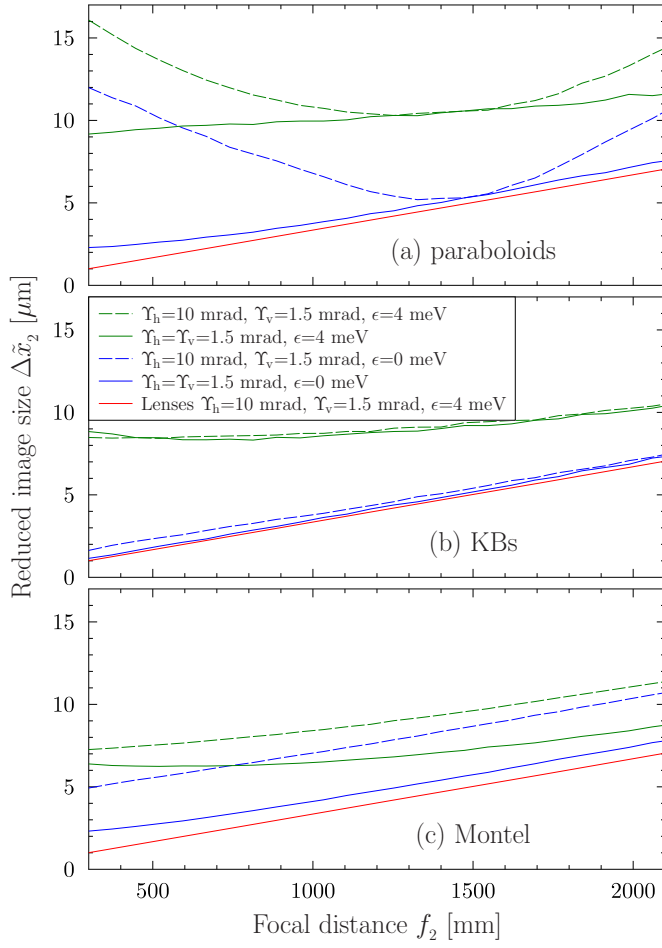 15
10
5
0
(a) paraboloids
ϒh=10 mrad, ϒv=1.5 mrad, ϵ=4 meV
ϒh=ϒv=1.5 mrad, ϵ=4 meV
ϒh=10 mrad, ϒv=1.5 mrad, ϵ=0 meV
ϒh=ϒv=1.5 mrad, ϵ=0 meV
Lenses ϒh=10 mrad, ϒv=1.5 mrad, ϵ=4 meV
15
10
5
0
(b) KBs
Reduced image size Δx̃₂ [μm]
15
10
5
0
(c) Montel
500 1000 1500 2000
Focal distance f₂ [mm]